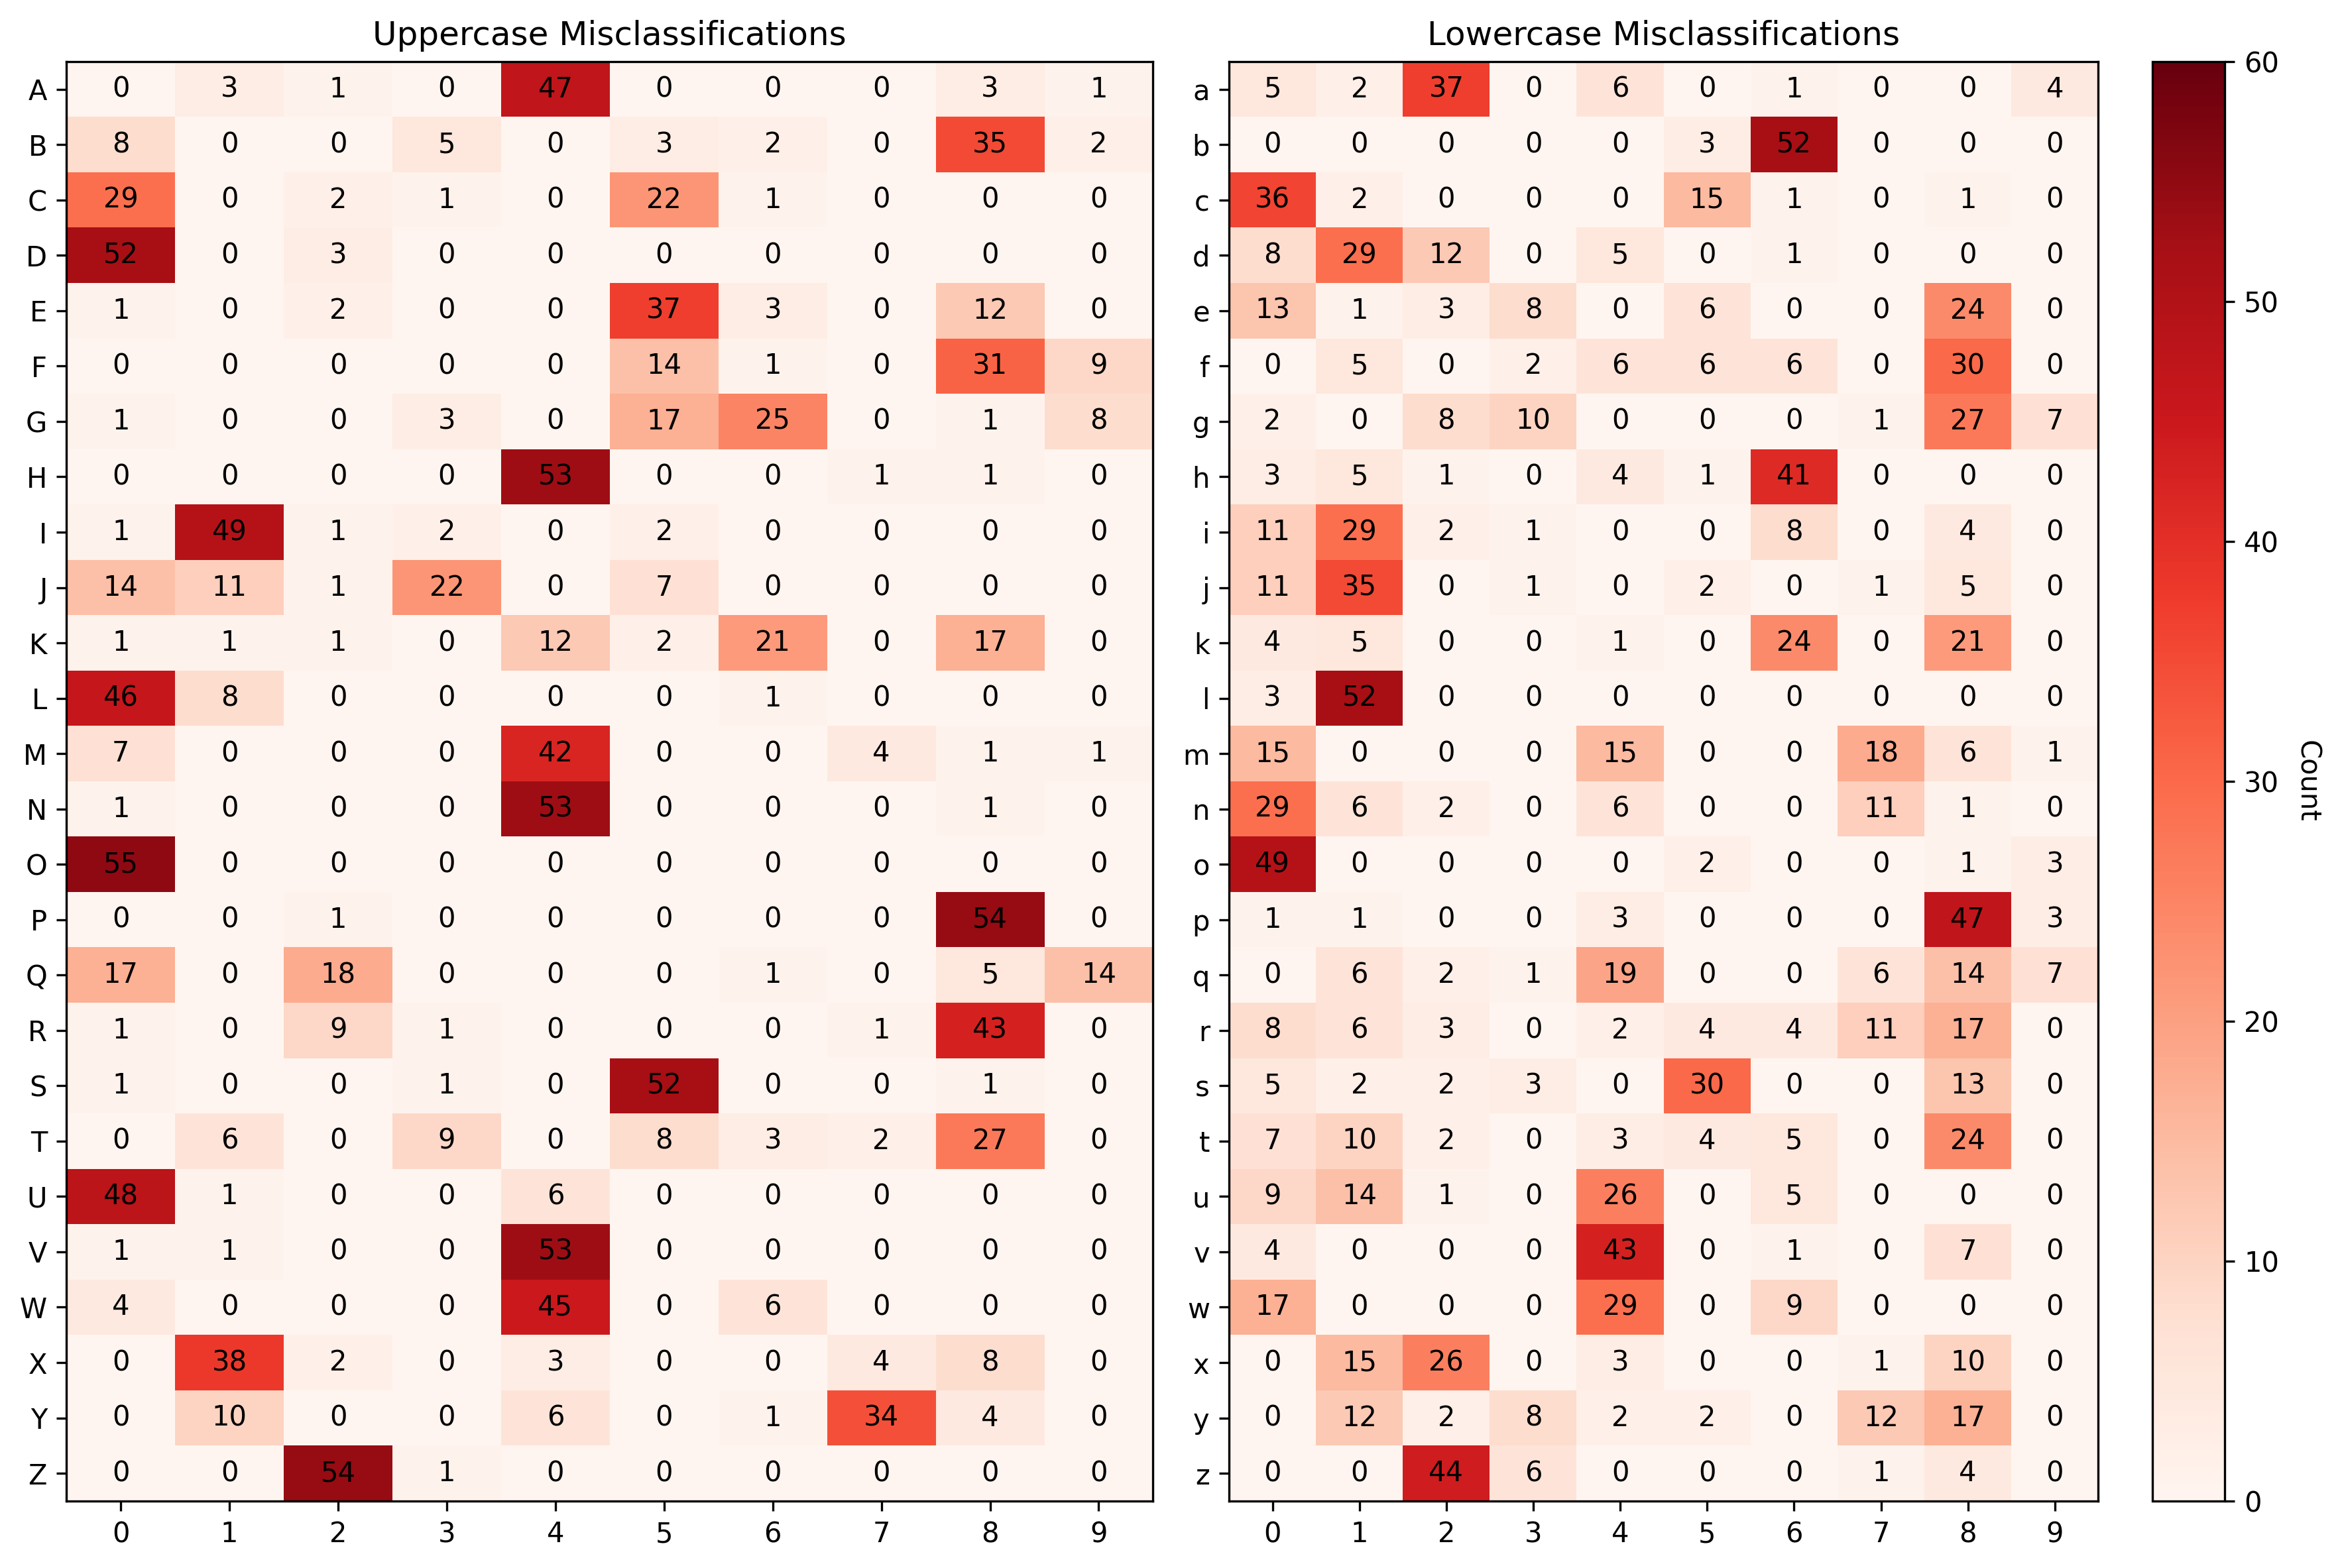 Uppercase Misclassifications
A 0 3 1 0 47 0 0 0 3 1
B 8 0 0 5 0 3 2 0 35 2
C 29 0 2 1 0 22 1 0 0 0
D 52 0 3 0 0 0 0 0 0 0
E 1 0 2 0 0 37 3 0 12 0
F 0 0 0 0 0 14 1 0 31 9
G 1 0 0 3 0 17 25 0 1 8
H 0 0 0 0 53 0 0 1 1 0
I 1 49 1 2 0 2 0 0 0 0
J 14 11 1 22 0 7 0 0 0 0
K 1 1 1 0 12 2 21 0 17 0
L 46 8 0 0 0 0 1 0 0 0
M 7 0 0 0 42 0 0 4 1 1
N 1 0 0 0 53 0 0 0 1 0
O 55 0 0 0 0 0 0 0 0 0
P 0 0 1 0 0 0 0 0 54 0
Q 17 0 18 0 0 0 1 0 5 14
R 1 0 9 1 0 0 0 1 43 0
S 1 0 0 1 0 52 0 0 1 0
T 0 6 0 9 0 8 3 2 27 0
U 48 1 0 0 6 0 0 0 0 0
V 1 1 0 0 53 0 0 0 0 0
W 4 0 0 0 45 0 6 0 0 0
X 0 38 2 0 3 0 0 4 8 0
Y 0 10 0 0 6 0 1 34 4 0
Z 0 0 54 1 0 0 0 0 0 0
0 1 2 3 4 5 6 7 8 9
Lowercase Misclassifications
a 5 2 37 0 6 0 1 0 0 4
b 0 0 0 0 0 3 52 0 0 0
c 36 2 0 0 0 15 1 0 1 0
d 8 29 12 0 5 0 1 0 0 0
e 13 1 3 8 0 6 0 0 24 0
f 0 5 0 2 6 6 6 0 30 0
g 2 0 8 10 0 0 0 1 27 7
h 3 5 1 0 4 1 41 0 0 0
i 11 29 2 1 0 0 8 0 4 0
j 11 35 0 1 0 2 0 1 5 0
k 4 5 0 0 1 0 24 0 21 0
l 3 52 0 0 0 0 0 0 0 0
m 15 0 0 0 15 0 0 18 6 1
n 29 6 2 0 6 0 0 11 1 0
o 49 0 0 0 0 2 0 0 1 3
p 1 1 0 0 3 0 0 0 47 3
q 0 6 2 1 19 0 0 6 14 7
r 8 6 3 0 2 4 4 11 17 0
s 5 2 2 3 0 30 0 0 13 0
t 7 10 2 0 3 4 5 0 24 0
u 9 14 1 0 26 0 5 0 0 0
v 4 0 0 0 43 0 1 0 7 0
w 17 0 0 0 29 0 9 0 0 0
x 0 15 26 0 3 0 0 1 10 0
y 0 12 2 8 2 2 0 12 17 0
z 0 0 44 6 0 0 0 1 4 0
0 1 2 3 4 5 6 7 8 9
60
50
40
30
20
10
0
Count